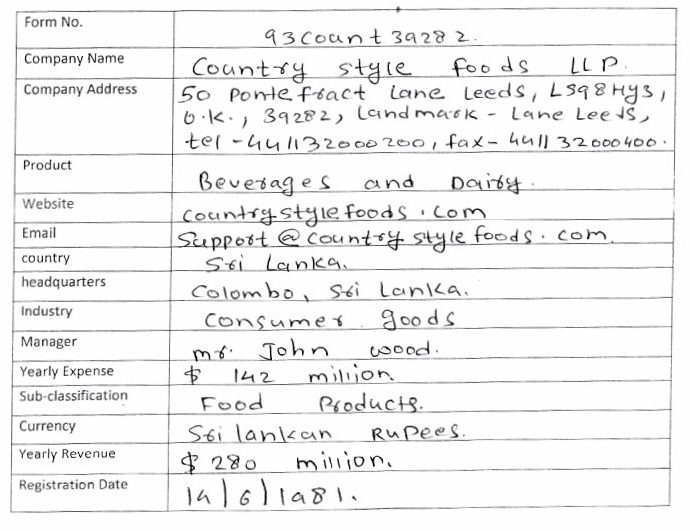 Form No. 93count39282.
Company Name Country style foods LLP.
Company Address 50 Pontefract Lane Leeds, LS98HY3,
U.K., 39282, Landmark - Lane Leeds,
tel -441132000200, fax- 441132000400.
Product Beverages and Dairy.
Website countrystylefoods.com
Email Support@countrystylefoods.com.
country Sri Lanka.
headquarters Colombo, Sri Lanka.
Industry Consumer goods
Manager mr. John wood.
Yearly Expense $ 142 million
Sub-classification Food Products.
Currency Sri lankan Rupees.
Yearly Revenue $ 280 million.
Registration Date 14/6/1981.